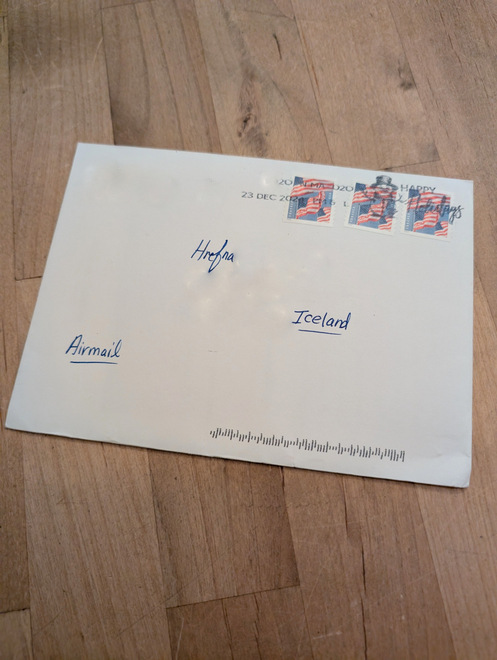 HAPPY
23 DEC
Holidays
Hrefna
Iceland
Airmail